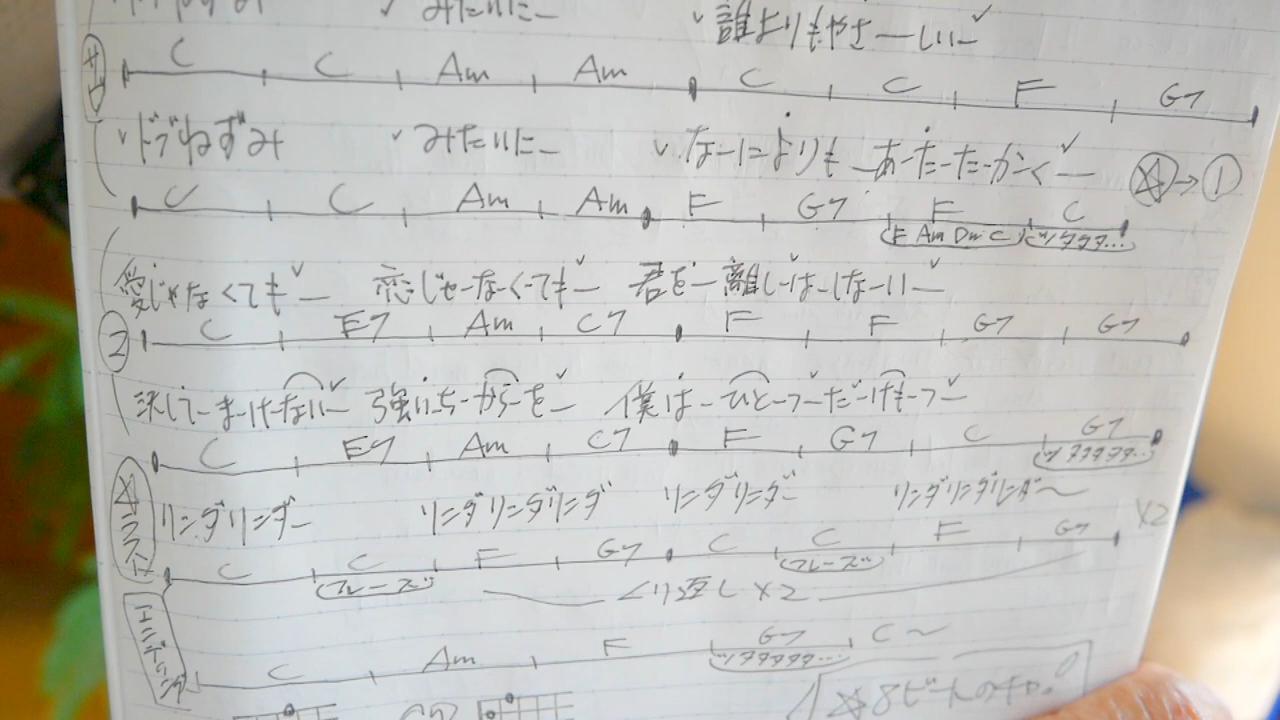 みたいにー 誰よりもやさーしいー
サビ C C Am Am C C F G7
ドブねずみ みたいにー なーによりも あーたーたーかーくー ☆→①
C C Am Am F G7 F C
(F Am Dm C) (ツタタタ…)
愛じゃなくてもー 恋じゃーなーくーてもー 君をー離しーはーしなーいー
② C E7 Am C7 F F G7 G7
決してーまーけーないー 強いちーからーをー 僕はーひとーつーだーけもーつー
C E7 Am C7 F G7 C G7
(ツタタタタ…)
☆ラスト リンダリンダー リンダリンダリンダ リンダリンダー リンダリンダリンダ〜 ×2
C C F G7 C C F G7
(フレーズ) (フレーズ)
くり返し×2
エンディング C Am F G7 C〜
(ツタタタタタ…)
☆8ビートの
C7